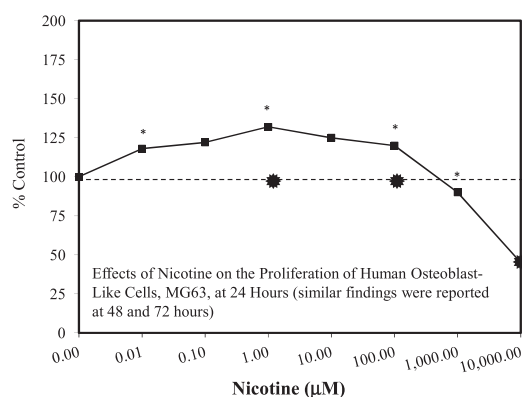 200
175
150
125
100
75
50
25
0
% Control
*
*
*
*
Effects of Nicotine on the Proliferation of Human Osteoblast-
Like Cells, MG63, at 24 Hours (similar findings were reported
at 48 and 72 hours)
0.00 0.01 0.10 1.00 10.00 100.00 1,000.00 10,000.00
Nicotine (μM)